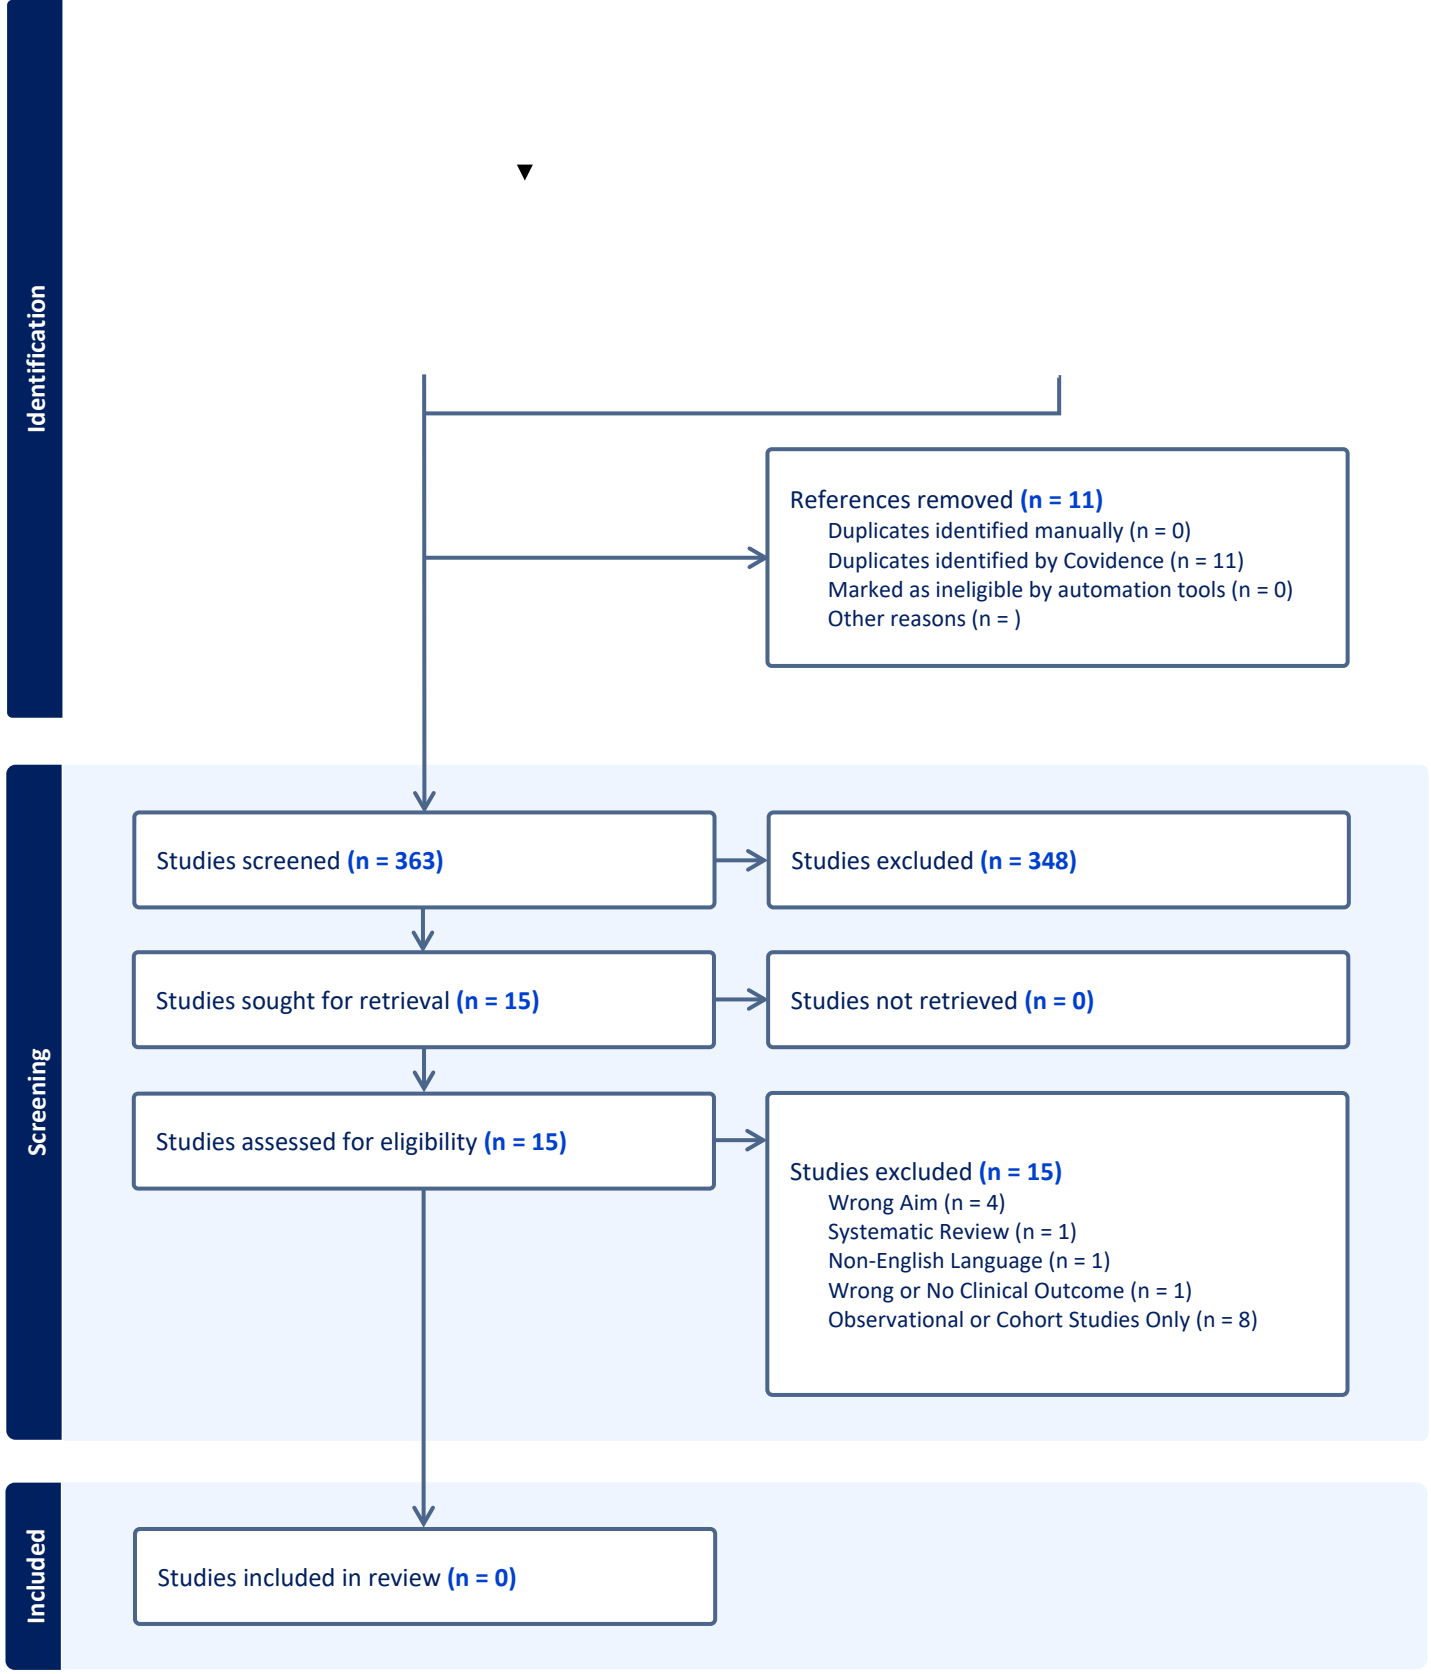 Identification
References removed (n = 11)
Duplicates identified manually (n = 0)
Duplicates identified by Covidence (n = 11)
Marked as ineligible by automation tools (n = 0)
Other reasons (n = )
Screening
Studies screened (n = 363)
Studies excluded (n = 348)
Studies sought for retrieval (n = 15)
Studies not retrieved (n = 0)
Studies assessed for eligibility (n = 15)
Studies excluded (n = 15)
Wrong Aim (n = 4)
Systematic Review (n = 1)
Non-English Language (n = 1)
Wrong or No Clinical Outcome (n = 1)
Observational or Cohort Studies Only (n = 8)
Included
Studies included in review (n = 0)